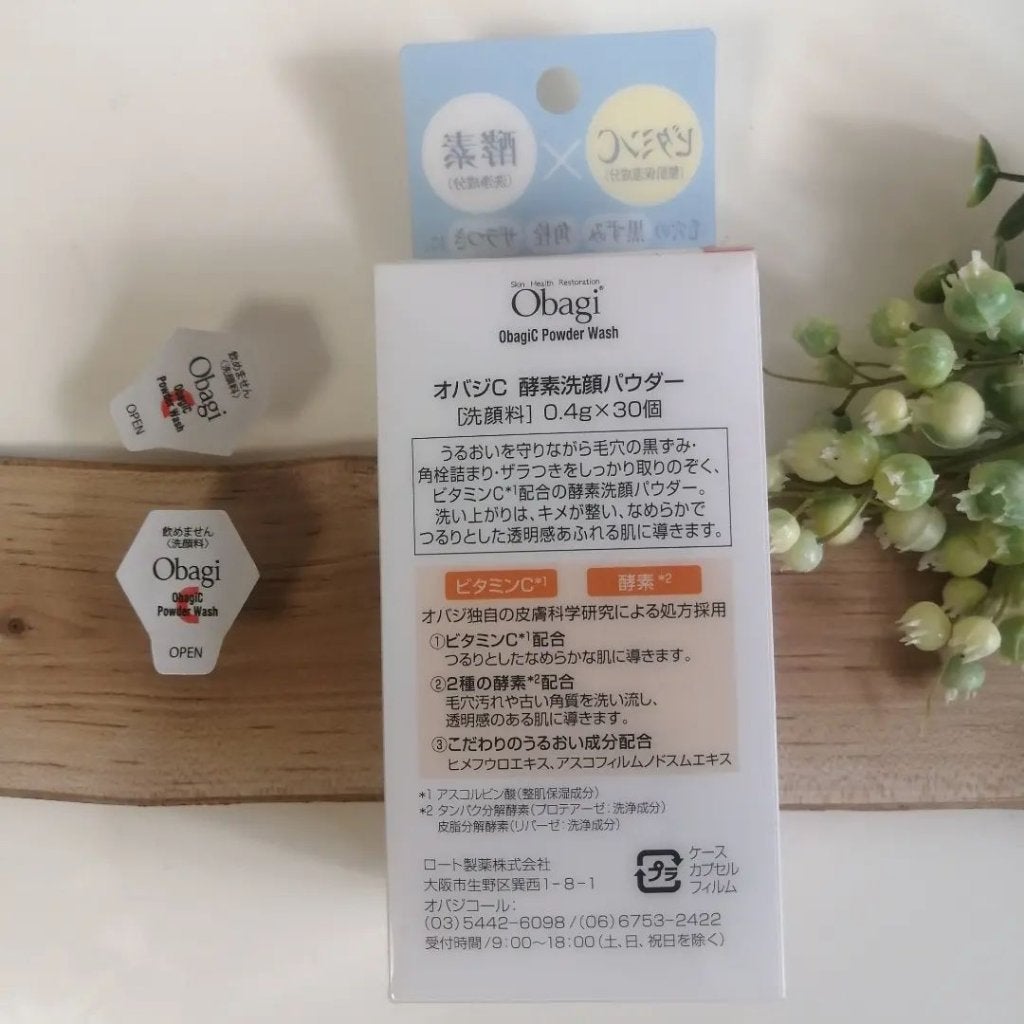 ビタミンC
(整肌保湿成分)
×
酵素
(洗浄成分)
毛穴の黒ずみ 角栓 ザラつきに
Skin Health Restoration
Obagi®
ObagiC Powder Wash
オバジC 酵素洗顔パウダー
[洗顔料] 0.4g×30個
うるおいを守りながら毛穴の黒ずみ・
角栓詰まり・ザラつきをしっかり取りのぞく、
ビタミンC*1配合の酵素洗顔パウダー。
洗い上がりは、キメが整い、なめらかで
つるりとした透明感あふれる肌に導きます。
ビタミンC*1
酵素*2
オバジ独自の皮膚科学研究による処方採用
①ビタミンC*1配合
つるりとしたなめらかな肌に導きます。
②2種の酵素*2配合
毛穴汚れや古い角質を洗い流し、
透明感のある肌に導きます。
③こだわりのうるおい成分配合
ヒメフウロエキス、アスコフィルムノドスムエキス
*1 アスコルビン酸(整肌保湿成分)
*2 タンパク分解酵素(プロテアーゼ:洗浄成分)
皮脂分解酵素(リパーゼ:洗浄成分)
ロート製薬株式会社
大阪市生野区巽西1-8-1
オバジコール:
(03)5442-6098/(06)6753-2422
受付時間/9:00〜18:00(土、日、祝日を除く)
プラ
ケース
カプセル
フィルム
飲めません
〈洗顔料〉
Obagi
ObagiC
Powder Wash
OPEN
飲めません
〈洗顔料〉
Obagi
ObagiC
Powder Wash
OPEN